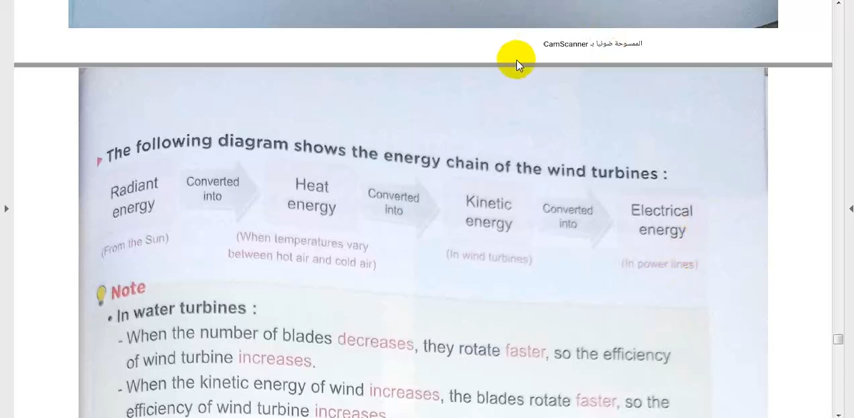 الممسوحة ضوئيا بـ CamScanner
The following diagram shows the energy chain of the wind turbines :
Radiant energy Converted into Heat energy Converted into Kinetic energy Converted into Electrical energy
(From the Sun) (When temperatures vary between hot air and cold air) (In wind turbines) (In power lines)
Note
• In water turbines :
- When the number of blades decreases, they rotate faster, so the efficiency
of wind turbine increases.
- When the kinetic energy of wind increases, the blades rotate faster, so the
efficiency of wind turbine increases.